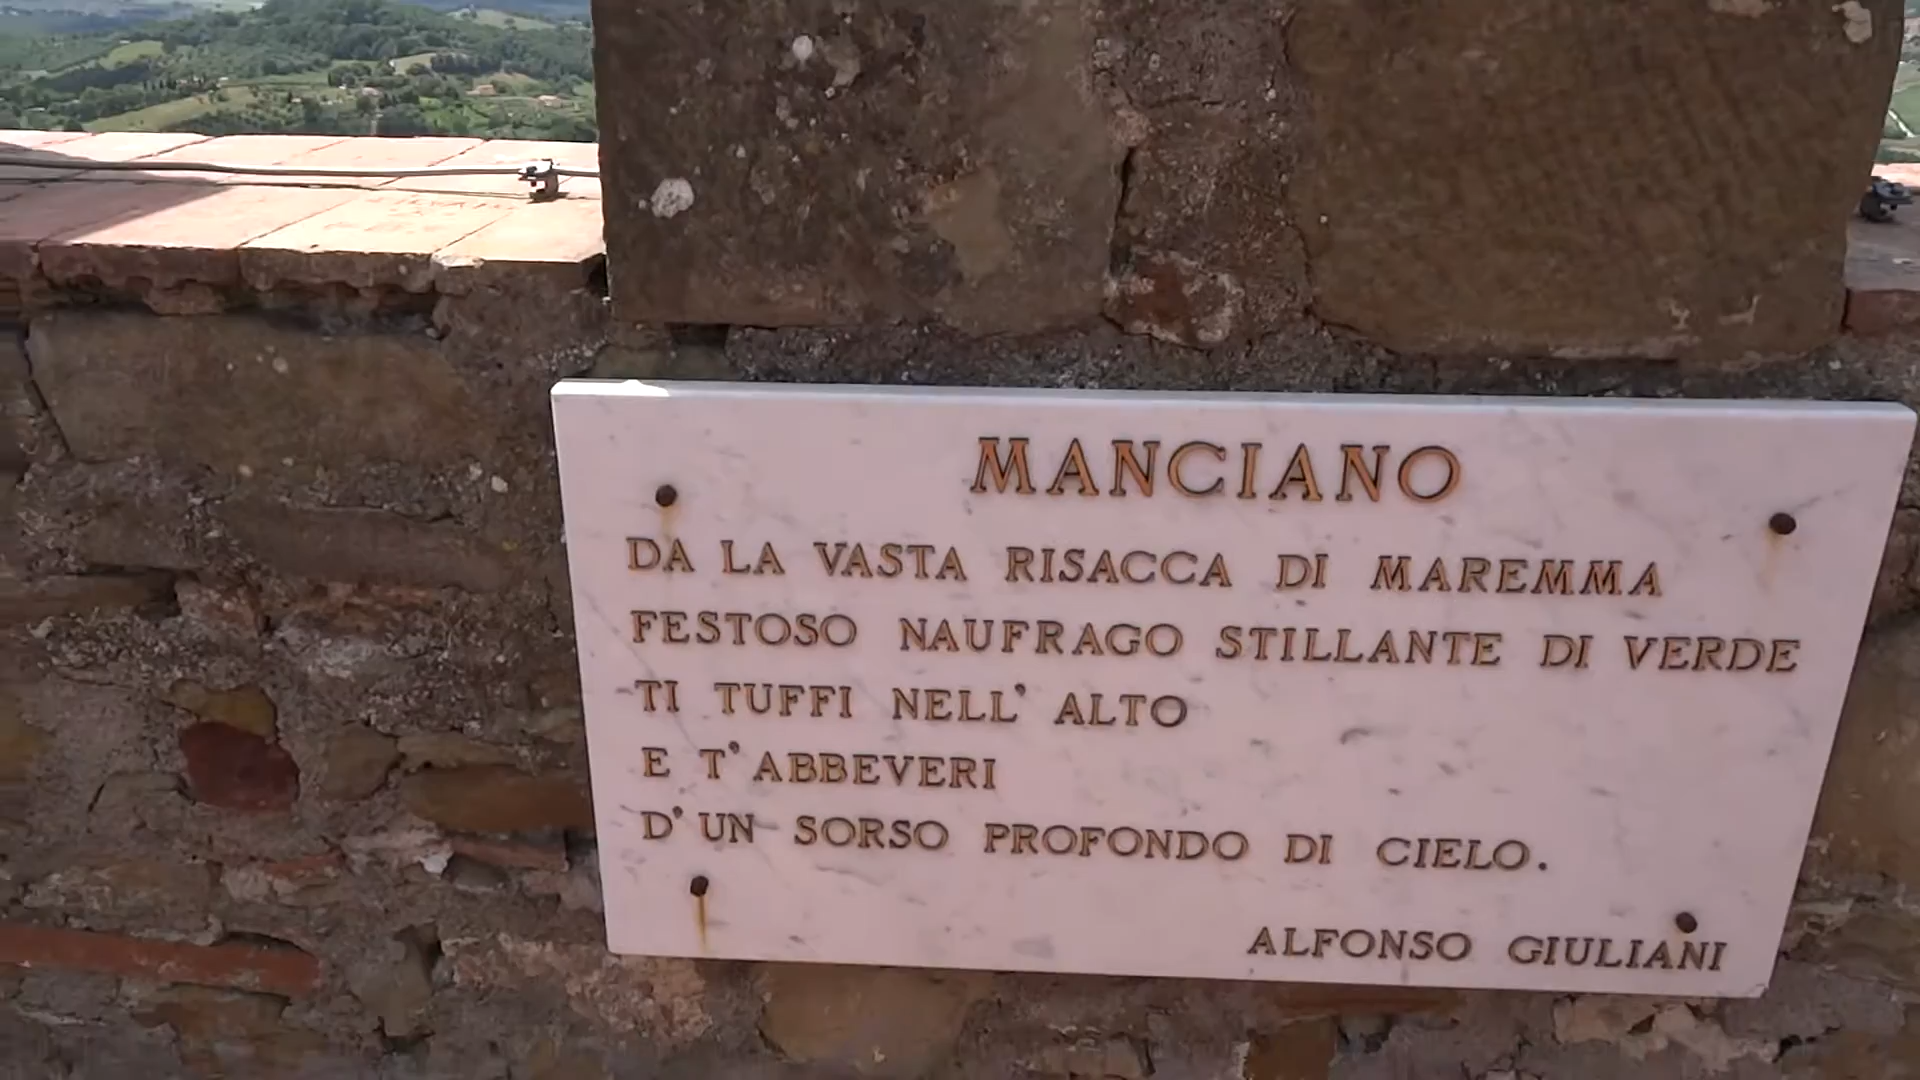 MANCIANO
DA LA VASTA RISACCA DI MAREMMA
FESTOSO NAUFRAGO STILLANTE DI VERDE
TI TUFFI NELL' ALTO
E T'ABBEVERI
D'UN SORSO PROFONDO DI CIELO.
ALFONSO GIULIANI